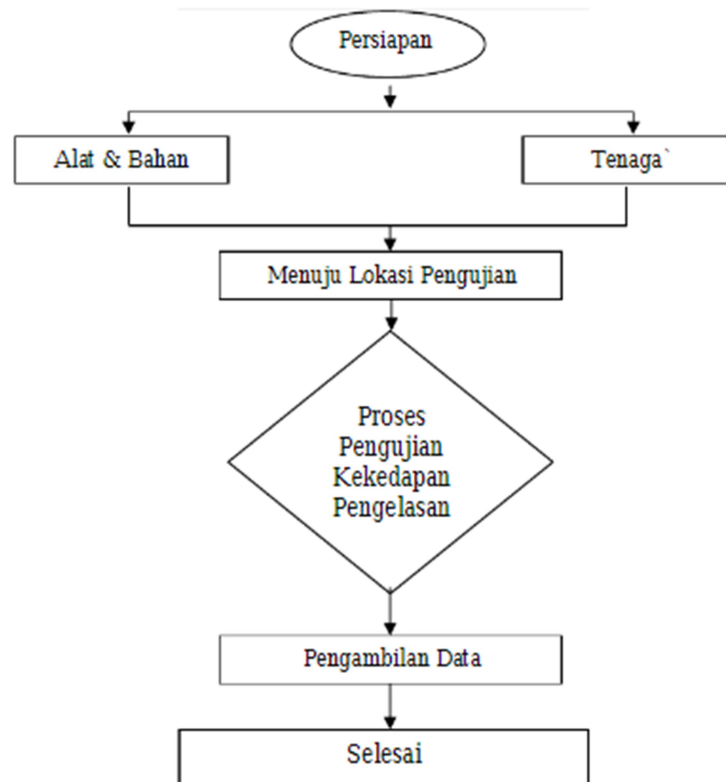 Persiapan
Alat & Bahan
Tenaga`
Menuju Lokasi Pengujian
Proses
Pengujian
Kekedapan
Pengelasan
Pengambilan Data
Selesai